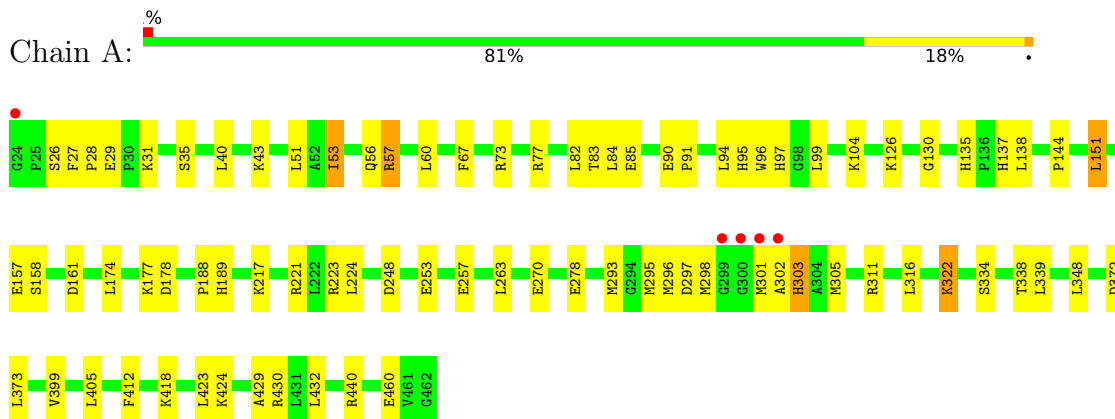 .%
Chain A:
81% 18% .
G24 P25 S26 F27 P28 E29 P30 K31 S35 L40 K43 L51 A52 I53 Q56 R57 L60 F67 R73 R77 L82 T83 L84 E85 E90 P91 L94 H95 W96 H97 G98 L99 K104 K126 G130 H135 P136 H137 L138 P144 L151
E157 S158 D161 L174 K177 D178 P188 H189 K217 R221 L222 R223 L224 D248 E253 E257 L263 E270 E278 M293 G294 M295 M296 D297 M298 G299 G300 M301 A302 H303 A304 M305 R311 L316 K322 S334 T338 L339 L348 D372
L373 V399 L405 F412 K418 L423 K424 A429 R430 L431 L432 R440 E460 V461 G462